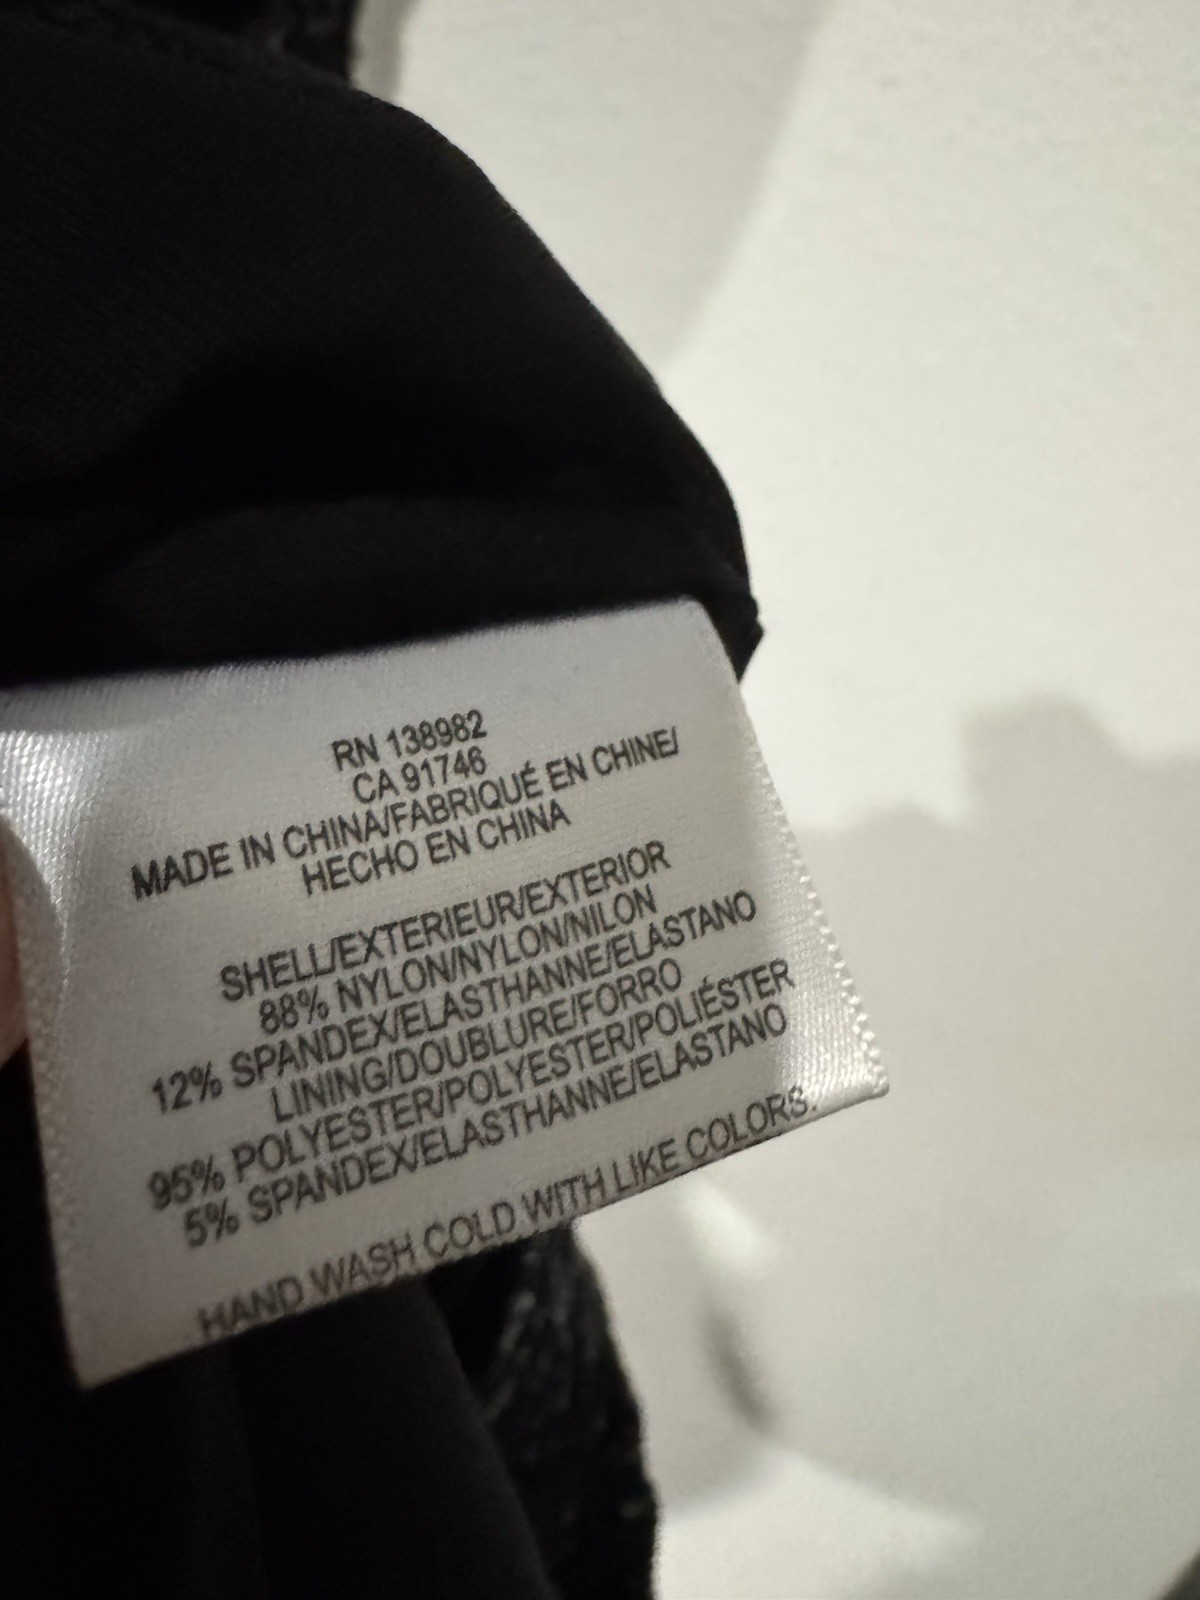 RN 138982
CA 91746
MADE IN CHINA/FABRIQUÉ EN CHINE/
HECHO EN CHINA
SHELL/EXTERIEUR/EXTERIOR
88% NYLON/NYLON/NILON
12% SPANDEX/ELASTHANNE/ELASTANO
LINING/DOUBLURE/FORRO
95% POLYESTER/POLYESTER/POLIÉSTER
5% SPANDEX/ELASTHANNE/ELASTANO
HAND WASH COLD WITH LIKE COLORS.